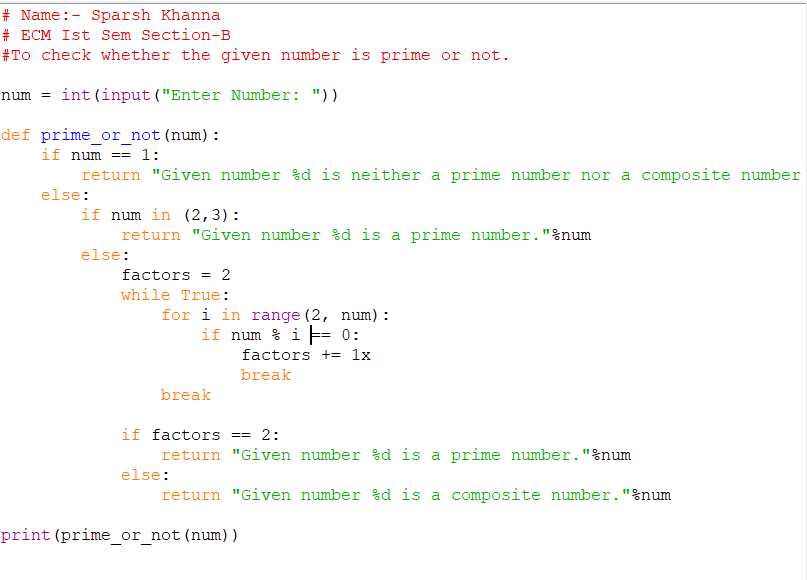 # Name:- Sparsh Khanna
# ECM Ist Sem Section-B
#To check whether the given number is prime or not.
num = int(input("Enter Number: "))
def prime_or_not(num):
if num == 1:
return "Given number %d is neither a prime number nor a composite number
else:
if num in (2,3):
return "Given number %d is a prime number."%num
else:
factors = 2
while True:
for i in range(2, num):
if num % i == 0:
factors += 1x
break
break
if factors == 2:
return "Given number %d is a prime number."%num
else:
return "Given number %d is a composite number."%num
print(prime_or_not(num))